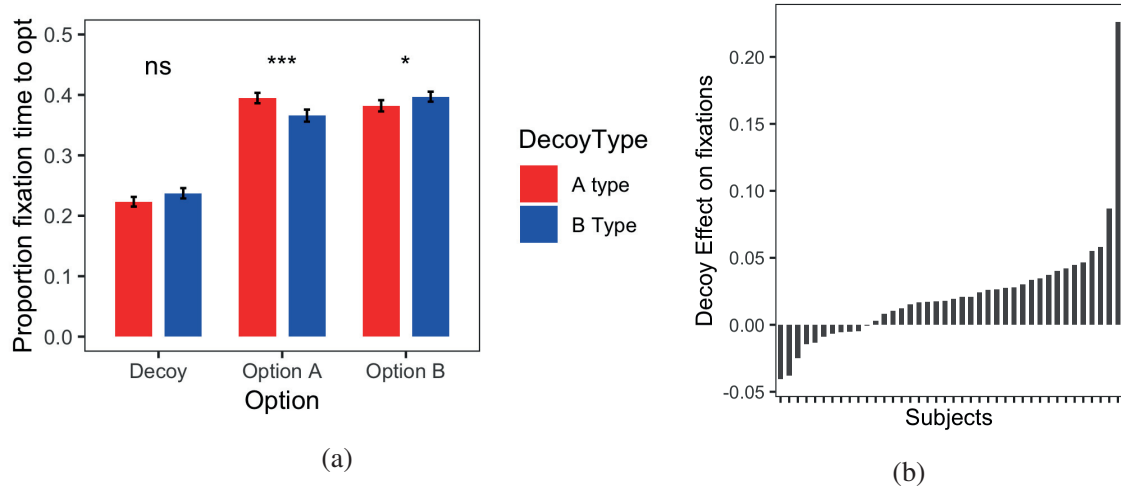 Proportion fixation time to opt
0.5
0.4
0.3
0.2
0.1
0.0
ns
***
*
Decoy
Option A
Option B
Option
DecoyType
A type
B Type
(a)
Decoy Effect on fixations
0.20
0.15
0.10
0.05
0.00
-0.05
Subjects
(b)